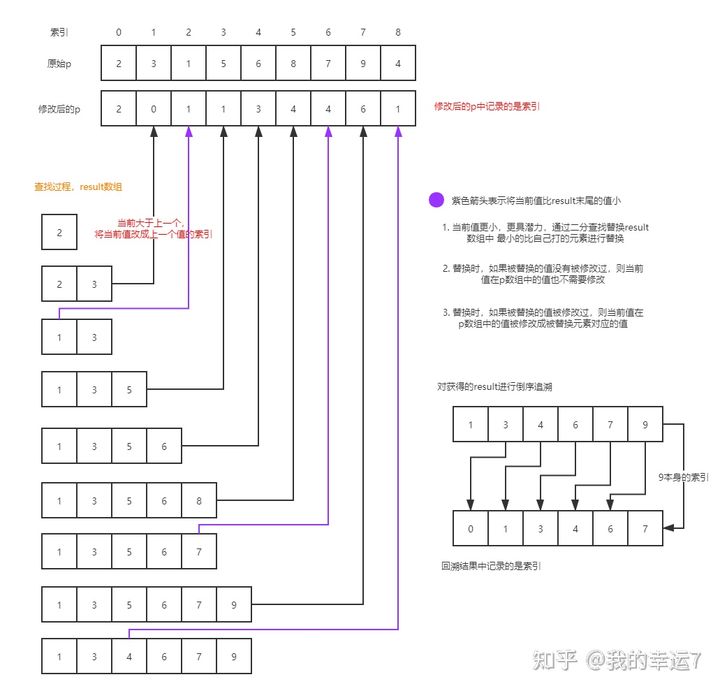 索引 0 1 2 3 4 5 6 7 8
原始p 2 3 1 5 6 8 7 9 4
修改后的p 2 0 1 1 3 4 4 6 1
修改后的p中记录的是索引
查找过程，result数组
当前大于上一个，
将当前值改成上一个值的索引
2
2 3
1 3
1 3 5
1 3 5 6
1 3 5 6 8
1 3 5 6 7
1 3 5 6 7 9
1 3 4 6 7 9
紫色箭头表示将当前值比result末尾的值小
1. 当前值更小，更具潜力，通过二分查找替换result
数组中 最小的比自己打的元素进行替换
2. 替换时，如果被替换的值没有被修改过，则当前
值在p数组中的值也不需要修改
3. 替换时，如果被替换的值被修改过，则当前值在
p数组中的值被修改成被替换元素对应的值
对获得的result进行倒序追溯
1 3 4 6 7 9
9本身的索引
0 1 3 4 6 7
回溯结果中记录的是索引
知乎 @我的幸运7